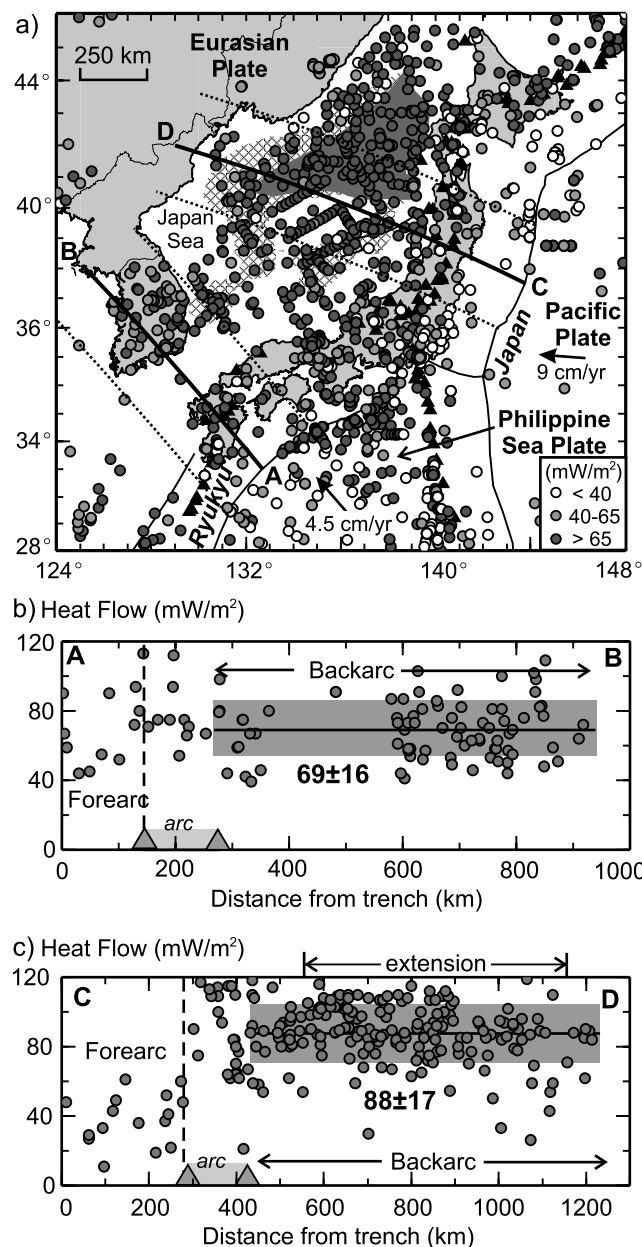 a)
250 km
Eurasian
Plate
44°
D
40°
Japan
Sea
B
C
36°
Pacific
Plate
Japan
9 cm/yr
34°
Philippine
Sea Plate
A
Ryukyu
4.5 cm/yr
(mW/m²)
< 40
40-65
> 65
28°
124° 132° 140° 148°
b) Heat Flow (mW/m²)
120
A B
Backarc
80
69±16
40
Forearc
arc
0
0 200 400 600 800 1000
Distance from trench (km)
c) Heat Flow (mW/m²)
extension
120
C D
Forearc
80
88±17
40
arc
Backarc
0
0 200 400 600 800 1000 1200
Distance from trench (km)